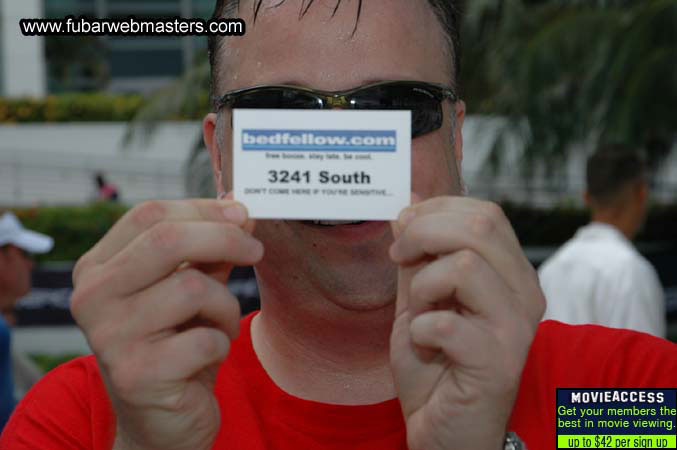 www.fubarwebmasters.com
bedfellow.com
free booze. stay late. be cool.
3241 South
DON'T COME HERE IF YOU'RE SENSITIVE...
MOVIEACCESS
Get your members the
best in movie viewing.
up to $42 per sign up